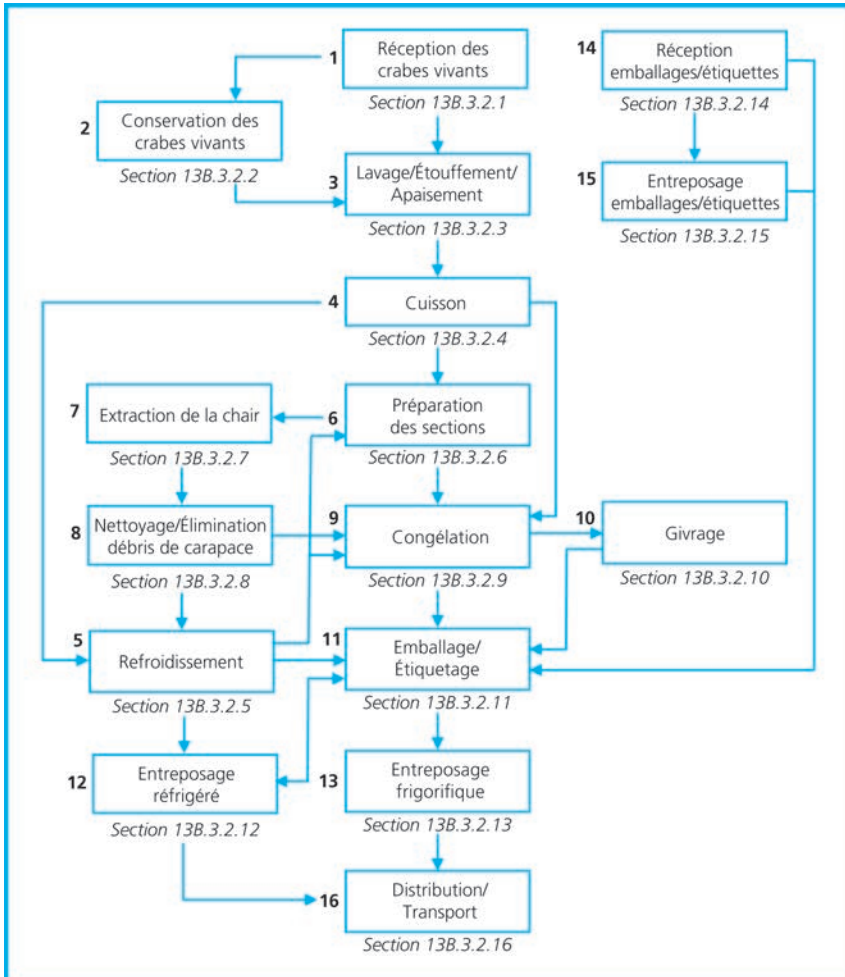 1
Réception des
crabes vivants
Section 13B.3.2.1
14
Réception
emballages/étiquettes
Section 13B.3.2.14
2
Conservation des
crabes vivants
Section 13B.3.2.2
3
Lavage/Étouffement/
Apaisement
Section 13B.3.2.3
15
Entreposage
emballages/étiquettes
Section 13B.3.2.15
4
Cuisson
Section 13B.3.2.4
7
Extraction de la chair
Section 13B.3.2.7
6
Préparation
des sections
Section 13B.3.2.6
8
Nettoyage/Élimination
débris de carapace
Section 13B.3.2.8
9
Congélation
Section 13B.3.2.9
10
Givrage
Section 13B.3.2.10
5
Refroidissement
Section 13B.3.2.5
11
Emballage/
Étiquetage
Section 13B.3.2.11
12
Entreposage
réfrigéré
Section 13B.3.2.12
13
Entreposage
frigorifique
Section 13B.3.2.13
16
Distribution/
Transport
Section 13B.3.2.16